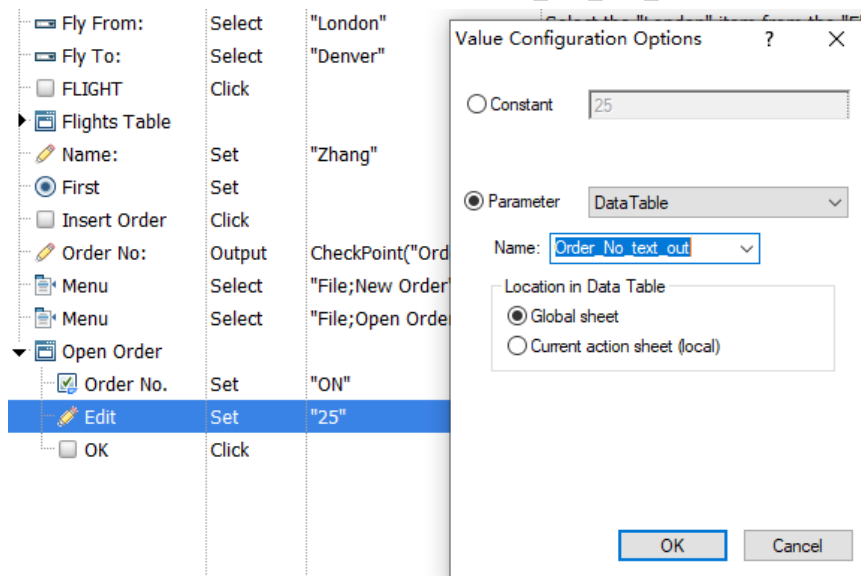 Fly From: Select "London"
Fly To: Select "Denver"
FLIGHT Click
Flights Table
Name: Set "Zhang"
First Set
Insert Order Click
Order No: Output CheckPoint("Ord
Menu Select "File;New Order"
Menu Select "File;Open Order
Open Order
Order No. Set "ON"
Edit Set "25"
OK Click
Value Configuration Options ?
Constant 25
Parameter DataTable
Name: Order_No_text_out
Location in Data Table
Global sheet
Current action sheet (local)
OK Cancel